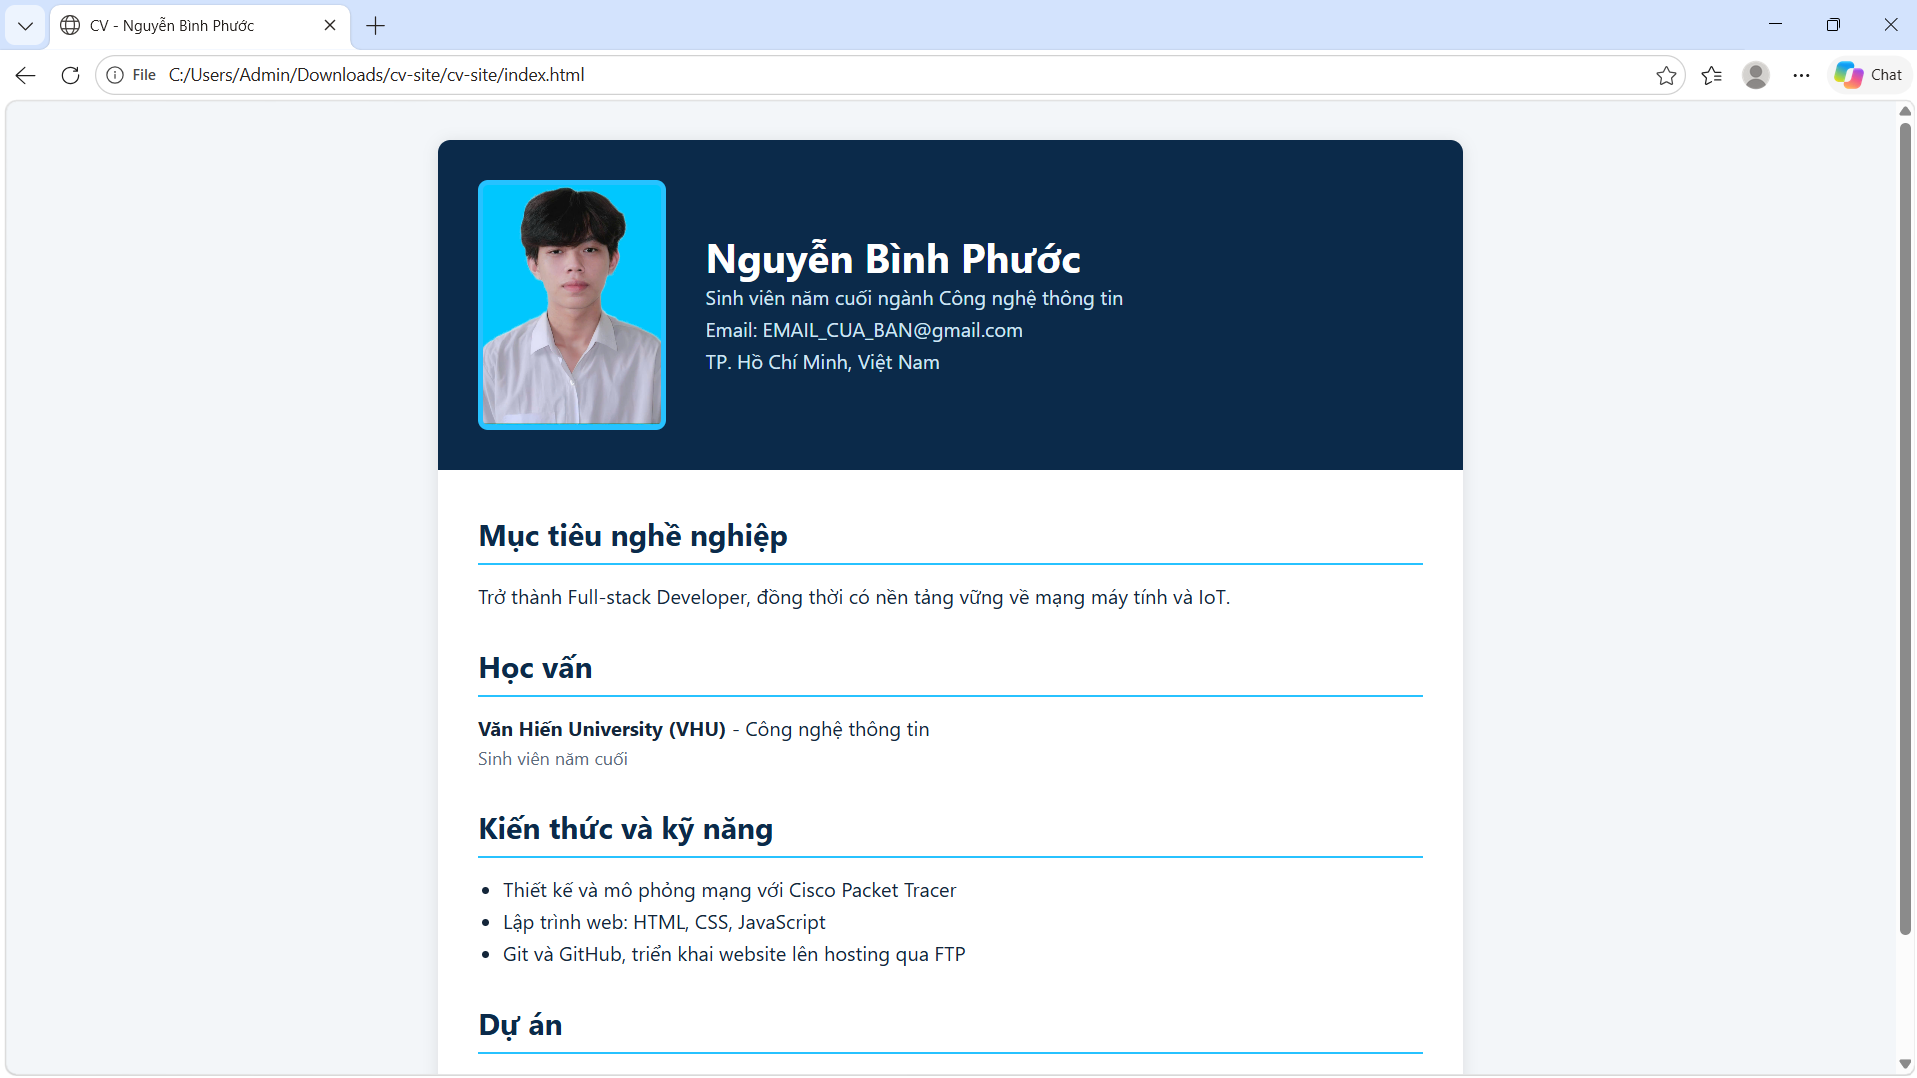 CV - Nguyễn Bình Phước
File C:/Users/Admin/Downloads/cv-site/cv-site/index.html
Chat
Nguyễn Bình Phước
Sinh viên năm cuối ngành Công nghệ thông tin
Email: EMAIL_CUA_BAN@gmail.com
TP. Hồ Chí Minh, Việt Nam
Mục tiêu nghề nghiệp
Trở thành Full-stack Developer, đồng thời có nền tảng vững về mạng máy tính và IoT.
Học vấn
Văn Hiến University (VHU) - Công nghệ thông tin
Sinh viên năm cuối
Kiến thức và kỹ năng
• Thiết kế và mô phỏng mạng với Cisco Packet Tracer
• Lập trình web: HTML, CSS, JavaScript
• Git và GitHub, triển khai website lên hosting qua FTP
Dự án